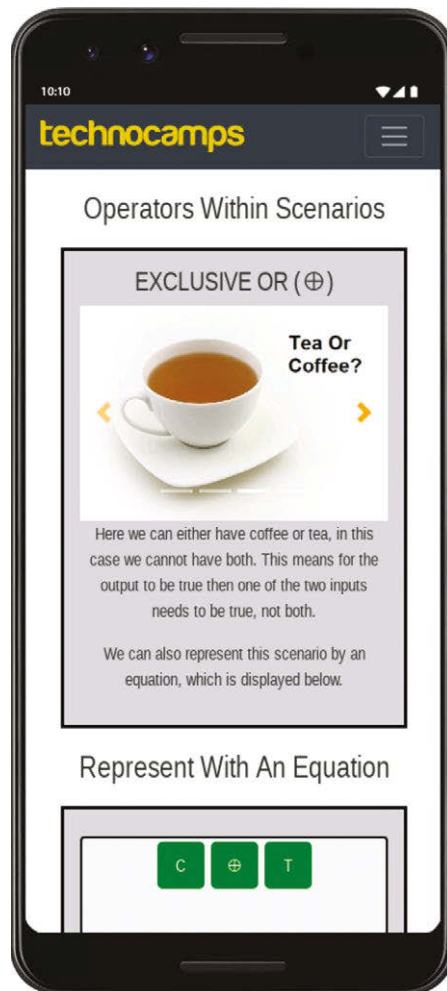 10:10
technocamps
Operators Within Scenarios
EXCLUSIVE OR (⊕)
Tea Or
Coffee?
Here we can either have coffee or tea, in this
case we cannot have both. This means for the
output to be true then one of the two inputs
needs to be true, not both.
We can also represent this scenario by an
equation, which is displayed below.
Represent With An Equation
C ⊕ T